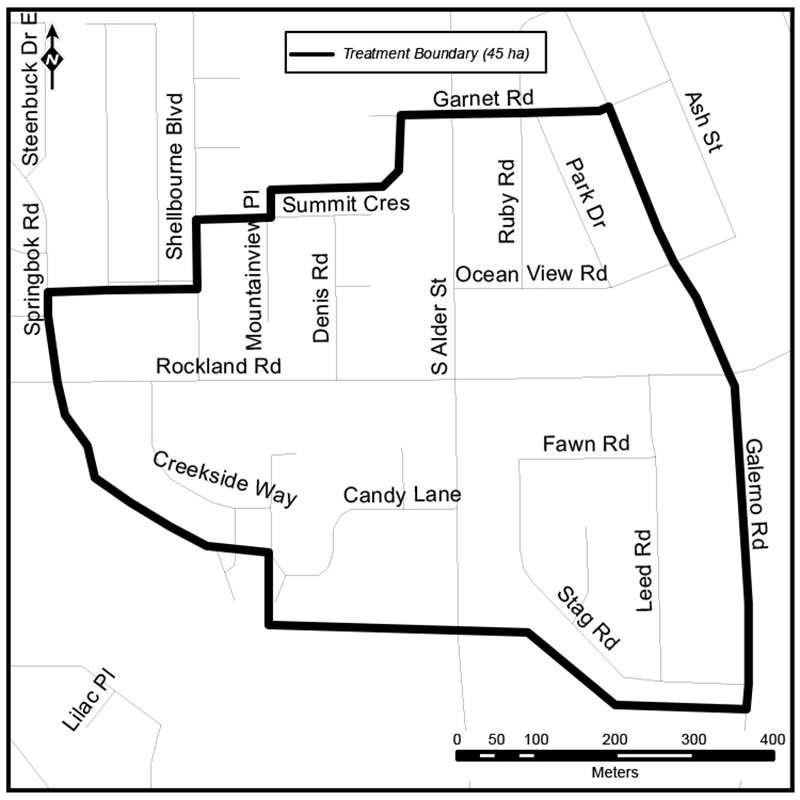 Steenbuck Dr E
N
Treatment Boundary (45 ha)
Garnet Rd
Ash St
Shellbourne Blvd
Park Dr
Ruby Rd
Mountainview Pl
Summit Cres
Springbok Rd
Denis Rd
Ocean View Rd
S Alder St
Rockland Rd
Fawn Rd
Galerno Rd
Creekside Way
Candy Lane
Leed Rd
Stag Rd
Lilac Pl
0 50 100 200 300 400
Meters